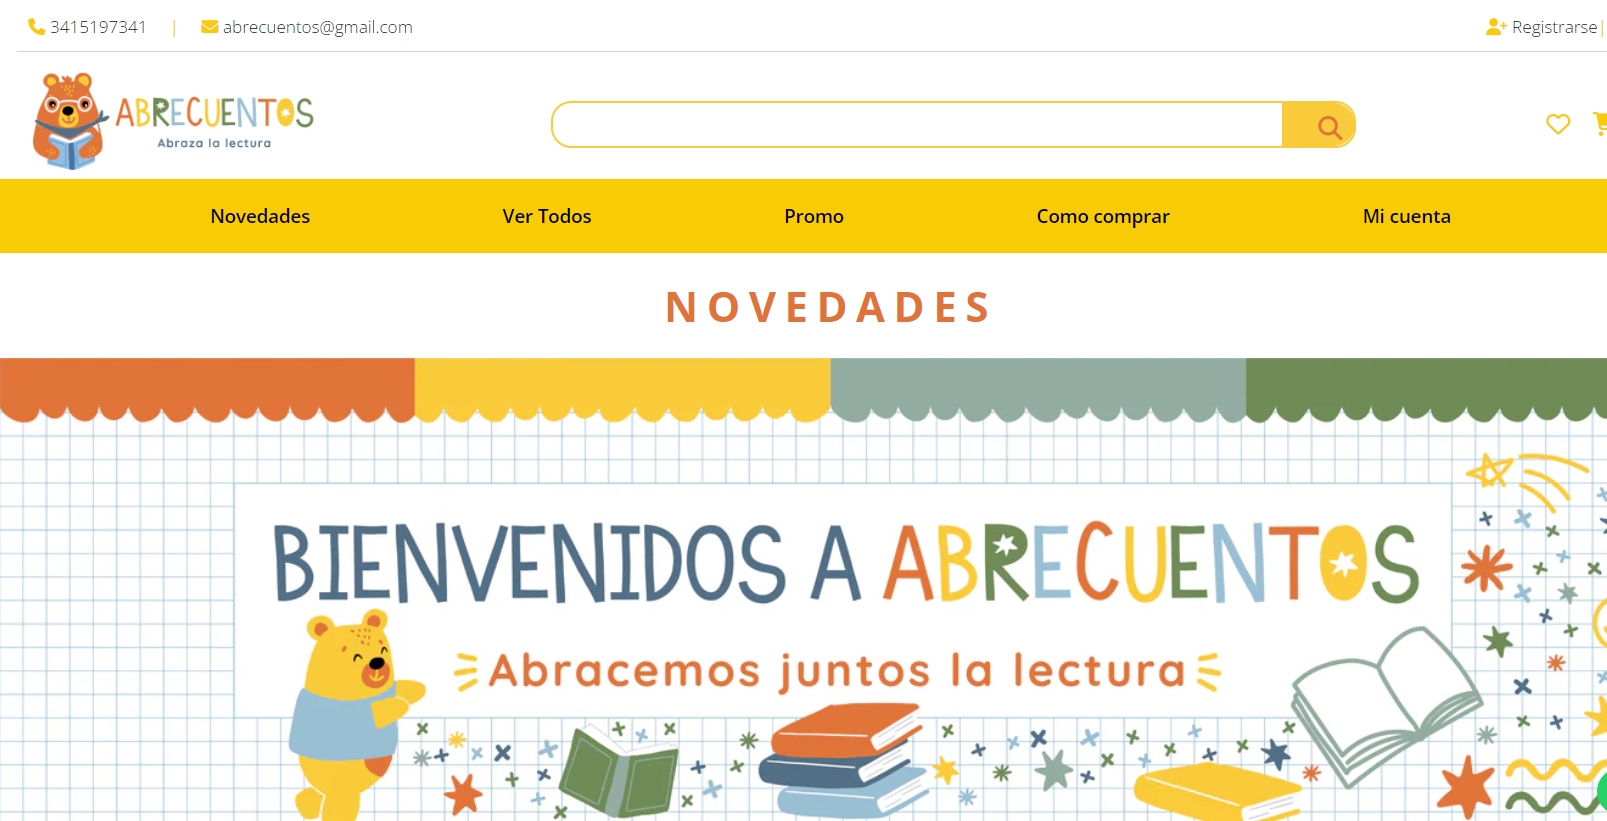 3415197341 | abrecuentos@gmail.com
Registrarse|
ABRECUENTOS
Abraza la lectura
Novedades Ver Todos Promo Como comprar Mi cuenta
NOVEDADES
BIENVENIDOS A ABRECUENTOS
Abracemos juntos la lectura